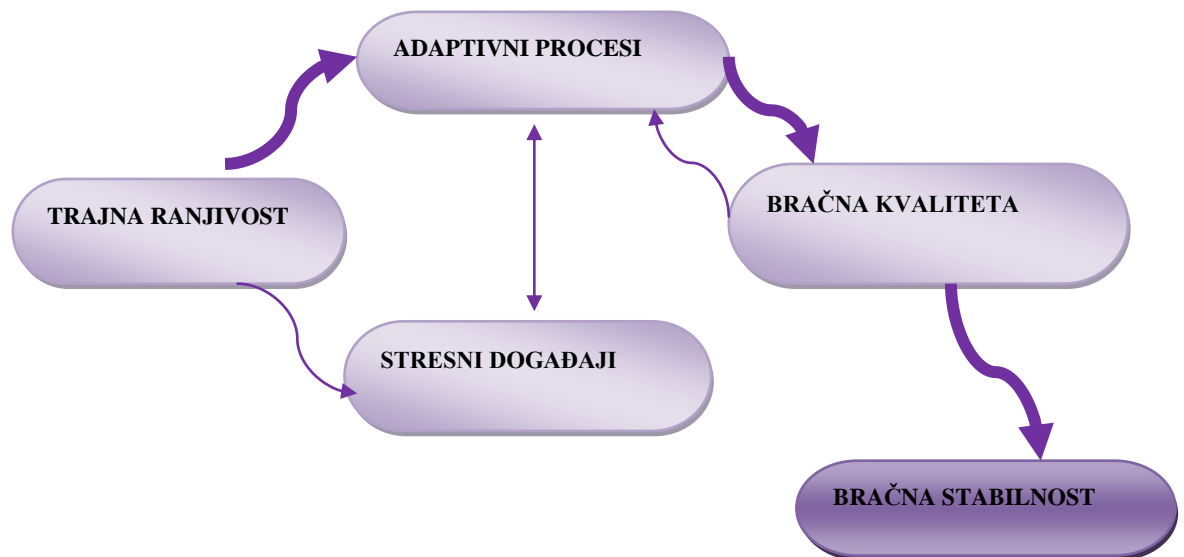 ADAPTIVNI PROCESI
TRAJNA RANJIVOST
BRAČNA KVALITETA
STRESNI DOGAĐAJI
BRAČNA STABILNOST